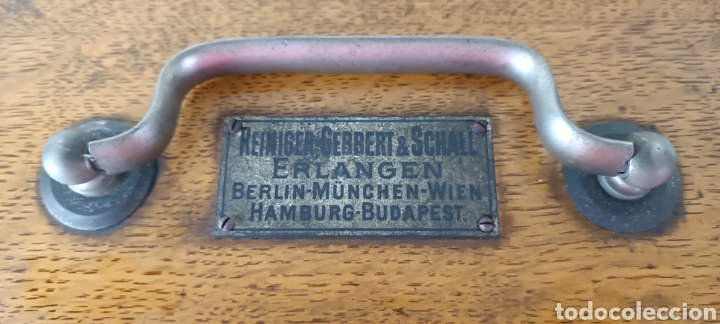 REINIGER·GEBBERT & SCHALL
ERLANGEN
BERLIN·MÜNCHEN·WIEN
HAMBURG·BUDAPEST.
todocoleccion